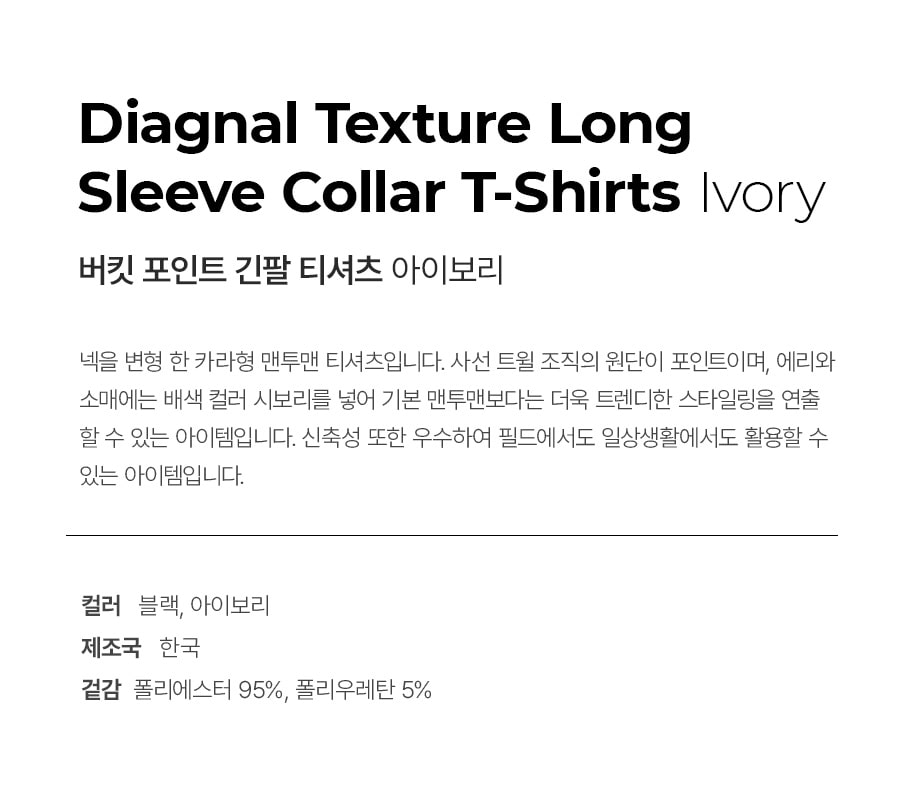 Diagnal Texture Long
Sleeve Collar T-Shirts Ivory
버킷 포인트 긴팔 티셔츠 아이보리
넥을 변형 한 카라형 맨투맨 티셔츠입니다. 사선 트윌 조직의 원단이 포인트이며, 에리와
소매에는 배색 컬러 시보리를 넣어 기본 맨투맨보다는 더욱 트렌디한 스타일링을 연출
할 수 있는 아이템입니다. 신축성 또한 우수하여 필드에서도 일상생활에서도 활용할 수
있는 아이템입니다.
컬러 블랙, 아이보리
제조국 한국
겉감 폴리에스터 95%, 폴리우레탄 5%